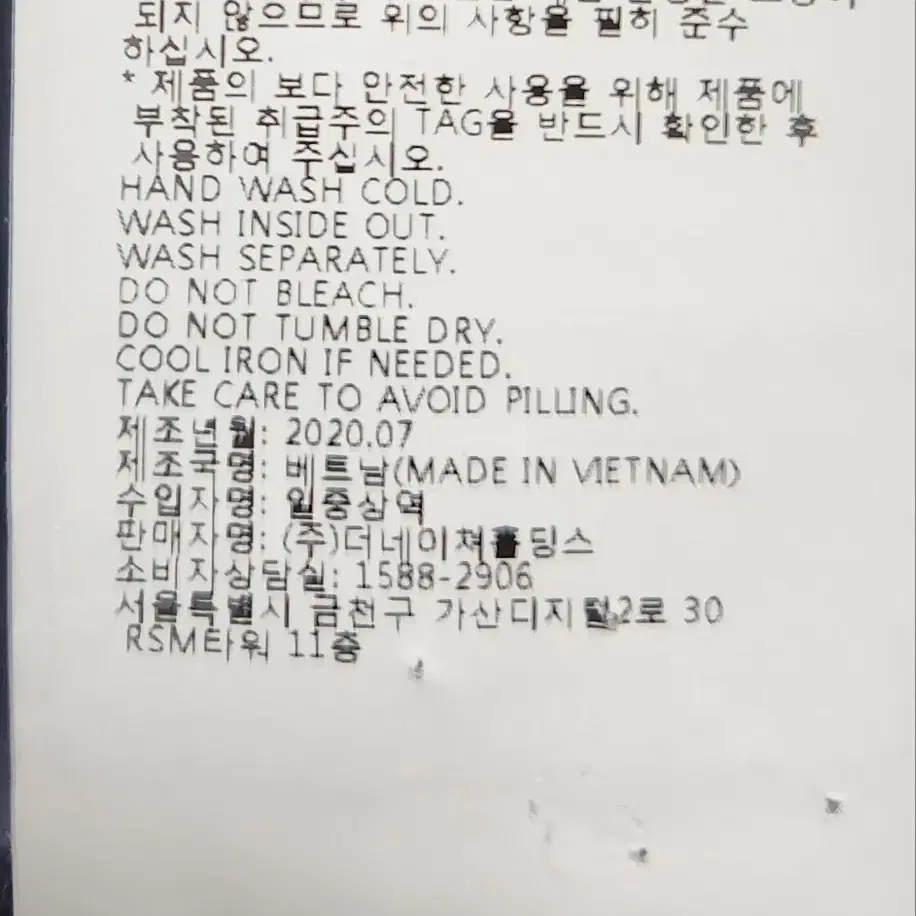 되지 않으므로 위의 사항을 필히 준수
하십시오.
* 제품의 보다 안전한 사용을 위해 제품에
부착된 취급주의 TAG을 반드시 확인한 후
사용하여 주십시오.
HAND WASH COLD.
WASH INSIDE OUT.
WASH SEPARATELY.
DO NOT BLEACH.
DO NOT TUMBLE DRY.
COOL IRON IF NEEDED.
TAKE CARE TO AVOID PILLING.
제조년월: 2020.07
제조국명: 베트남(MADE IN VIETNAM)
수입자명: 일중상역
판매자명: (주)더네이쳐홀딩스
소비자상담실: 1588-2906
서울특별시 금천구 가산디지털2로 30
RSM타워 11층